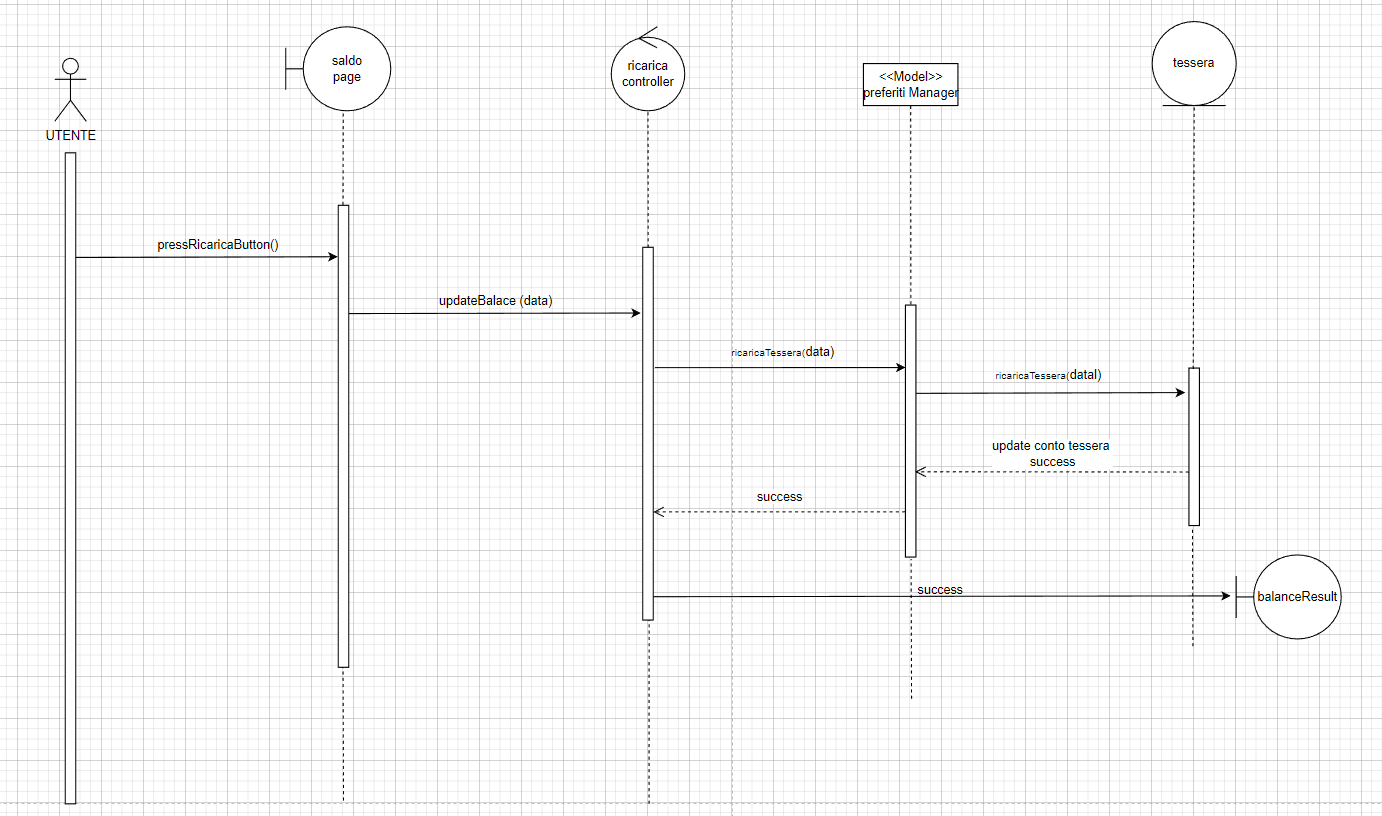 saldo
page
ricarica
controller
<<Model>>
preferiti Manager
tessera
UTENTE
pressRicaricaButton()
updateBalace (data)
ricaricaTessera(data)
ricaricaTessera(datal)
update conto tessera
success
success
success
balanceResult